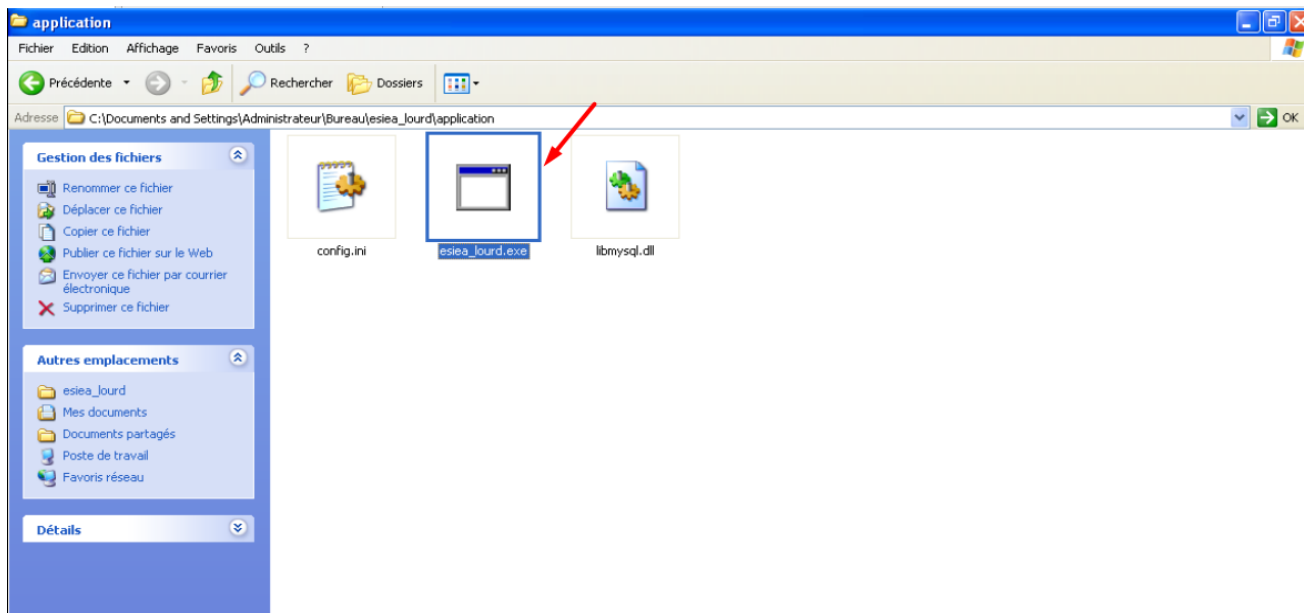 application
Fichier Edition Affichage Favoris Outils ?
Précédente Rechercher Dossiers
Adresse C:\Documents and Settings\Administrateur\Bureau\esiea_lourd\application OK
Gestion des fichiers
Renommer ce fichier
Déplacer ce fichier
Copier ce fichier
Publier ce fichier sur le Web
Envoyer ce fichier par courrier
électronique
Supprimer ce fichier
Autres emplacements
esiea_lourd
Mes documents
Documents partagés
Poste de travail
Favoris réseau
Détails
config.ini
esiea_lourd.exe
libmysql.dll